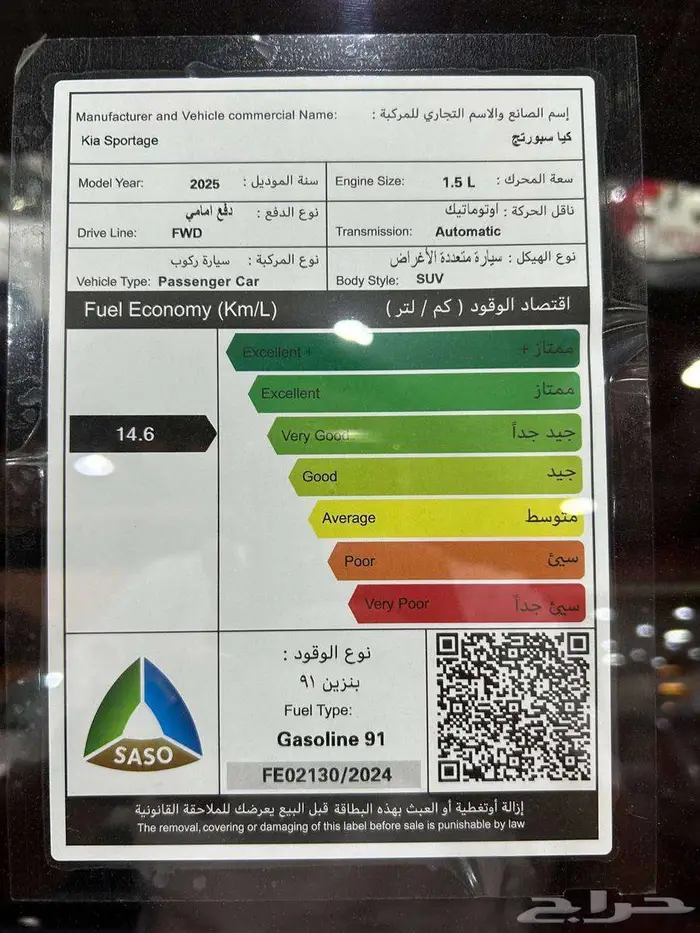 Manufacturer and Vehicle commercial Name: إسم الصانع والاسم التجاري للمركبة :
Kia Sportage كيا سبورتج
Model Year: 2025 سنة الموديل :
Engine Size: 1.5 L سعة المحرك :
نوع الدفع : دفع امامي
Drive Line: FWD
ناقل الحركة : اوتوماتيك
Transmission: Automatic
نوع المركبة : سيارة ركوب
Vehicle Type: Passenger Car
نوع الهيكل : سيارة متعددة الأغراض
Body Style: SUV
Fuel Economy (Km/L) اقتصاد الوقود ( كم / لتر )
Excellent + ممتاز +
Excellent ممتاز
14.6
Very Good جيد جداً
Good جيد
Average متوسط
Poor سيئ
Very Poor سيئ جداً
SASO
نوع الوقود :
بنزين ٩١
Fuel Type:
Gasoline 91
FE02130/2024
إزالة أوتغطية أو العبث بهذه البطاقة قبل البيع يعرضك للملاحقة القانونية
The removal, covering or damaging of this label before sale is punishable by law
حراج